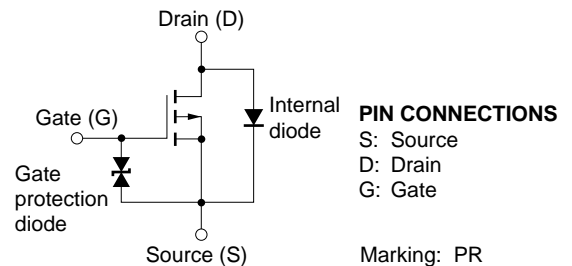 Drain (D)
Gate (G)
Internal
diode
Gate
protection
diode
Source (S)
PIN CONNECTIONS
S: Source
D: Drain
G: Gate
Marking: PR